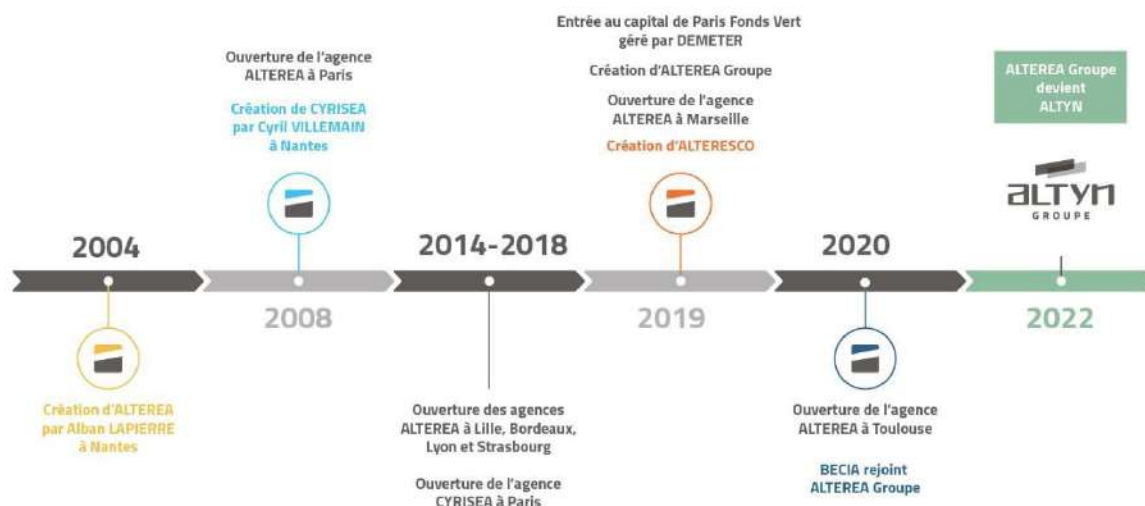 2004
Création d'ALTEREA
par Alban LAPIERRE
à Nantes
Ouverture de l'agence
ALTEREA à Paris
Création de CYRISEA
par Cyril VILLEMAIN
à Nantes
2008
2014-2018
Ouverture des agences
ALTEREA à Lille, Bordeaux,
Lyon et Strasbourg
Ouverture de l'agence
CYRISEA à Paris
Entrée au capital de Paris Fonds Vert
géré par DEMETER
Création d'ALTEREA Groupe
Ouverture de l'agence
ALTEREA à Marseille
Création d'ALTERESCO
2019
2020
Ouverture de l'agence
ALTEREA à Toulouse
BECIA rejoint
ALTEREA Groupe
ALTEREA Groupe
devient
ALTYN
aLTYN
GROUPE
2022